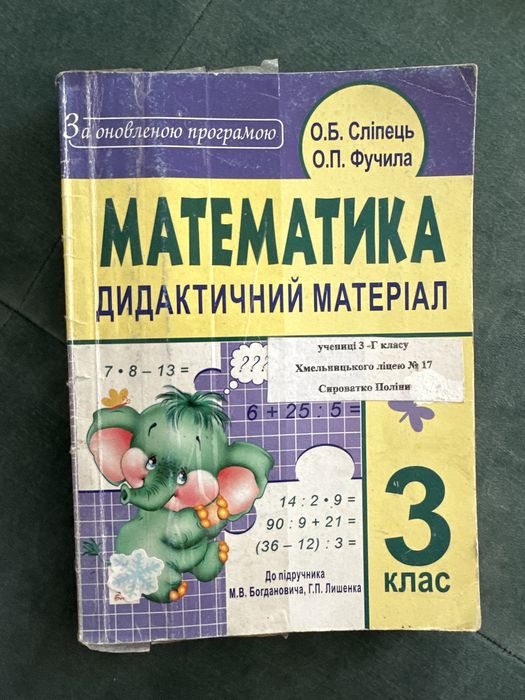 За оновленою програмою
О.Б. Сліпець
О.П. Фучила
МАТЕМАТИКА
ДИДАКТИЧНИЙ МАТЕРІАЛ
учениці 3 -Г класу
Хмельницького ліцею № 17
Сироватко Поліни
7 • 8 – 13 =
???
6 + 25 : 5 =
14 : 2 • 9 =
90 : 9 + 21 =
(36 – 12) : 3 =
3
клас
До підручника
М.В. Богдановича, Г.П. Лишенка